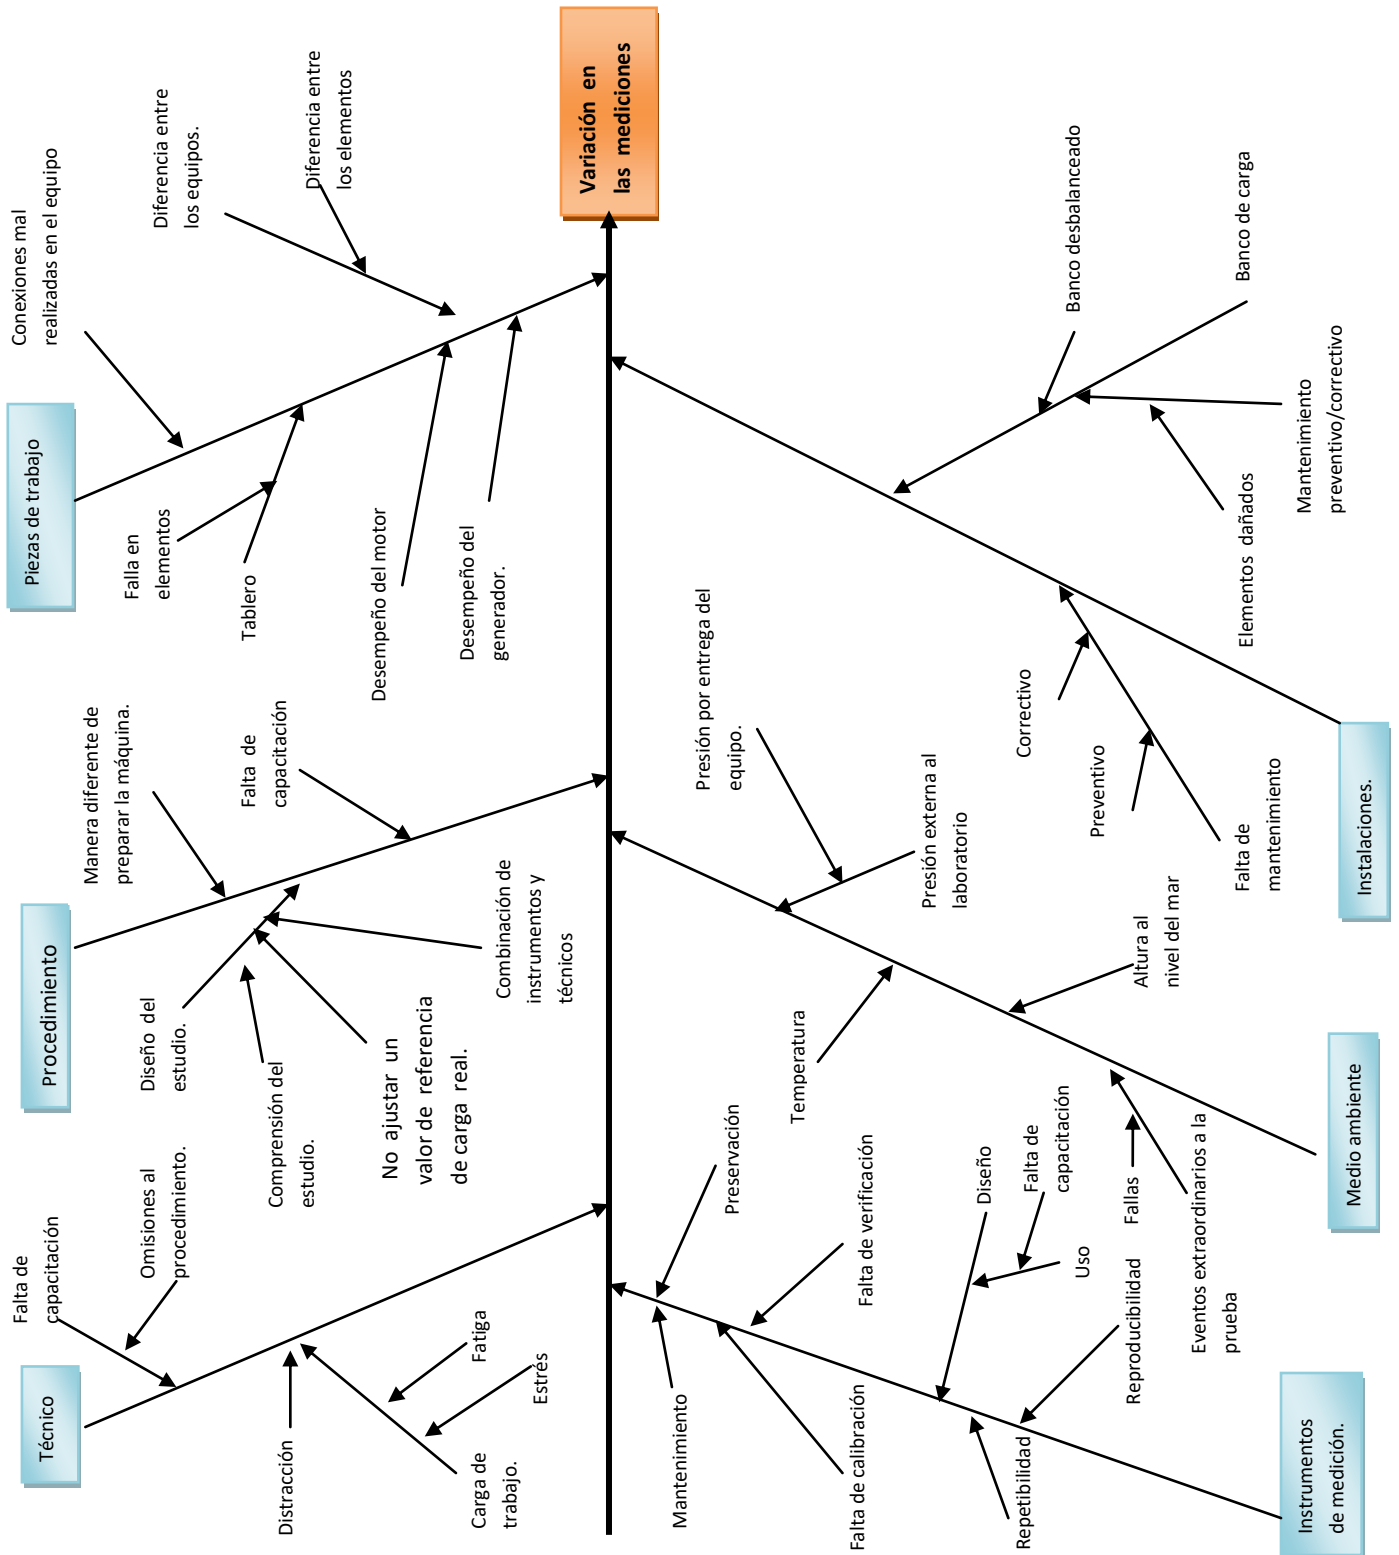 Técnico
Falta de
capacitación
Omisiones al
procedimiento.
Distracción
Fatiga
Estrés
Carga de
trabajo.
Procedimiento
Manera diferente de
preparar la máquina.
Falta de
capacitación
Diseño del
estudio.
Comprensión del
estudio.
No ajustar un
valor de referencia
de carga real.
Combinación de
instrumentos y
técnicos
Piezas de trabajo
Conexiones mal
realizadas en el equipo
Diferencia entre
los equipos.
Diferencia entre
los elementos
Falla en
elementos
Tablero
Desempeño del motor
Desempeño del
generador.
Variación en
las mediciones
Instrumentos
de medición.
Mantenimiento
Preservación
Falta de calibración
Falta de verificación
Diseño
Falta de
capacitación
Uso
Repetibilidad
Reproducibilidad
Medio ambiente
Presión por entrega del
equipo.
Presión externa al
laboratorio
Temperatura
Altura al
nivel del mar
Fallas
Eventos extraordinarios a la
prueba
Instalaciones.
Correctivo
Preventivo
Falta de
mantenimiento
Banco desbalanceado
Banco de carga
Elementos dañados
Mantenimiento
preventivo/correctivo